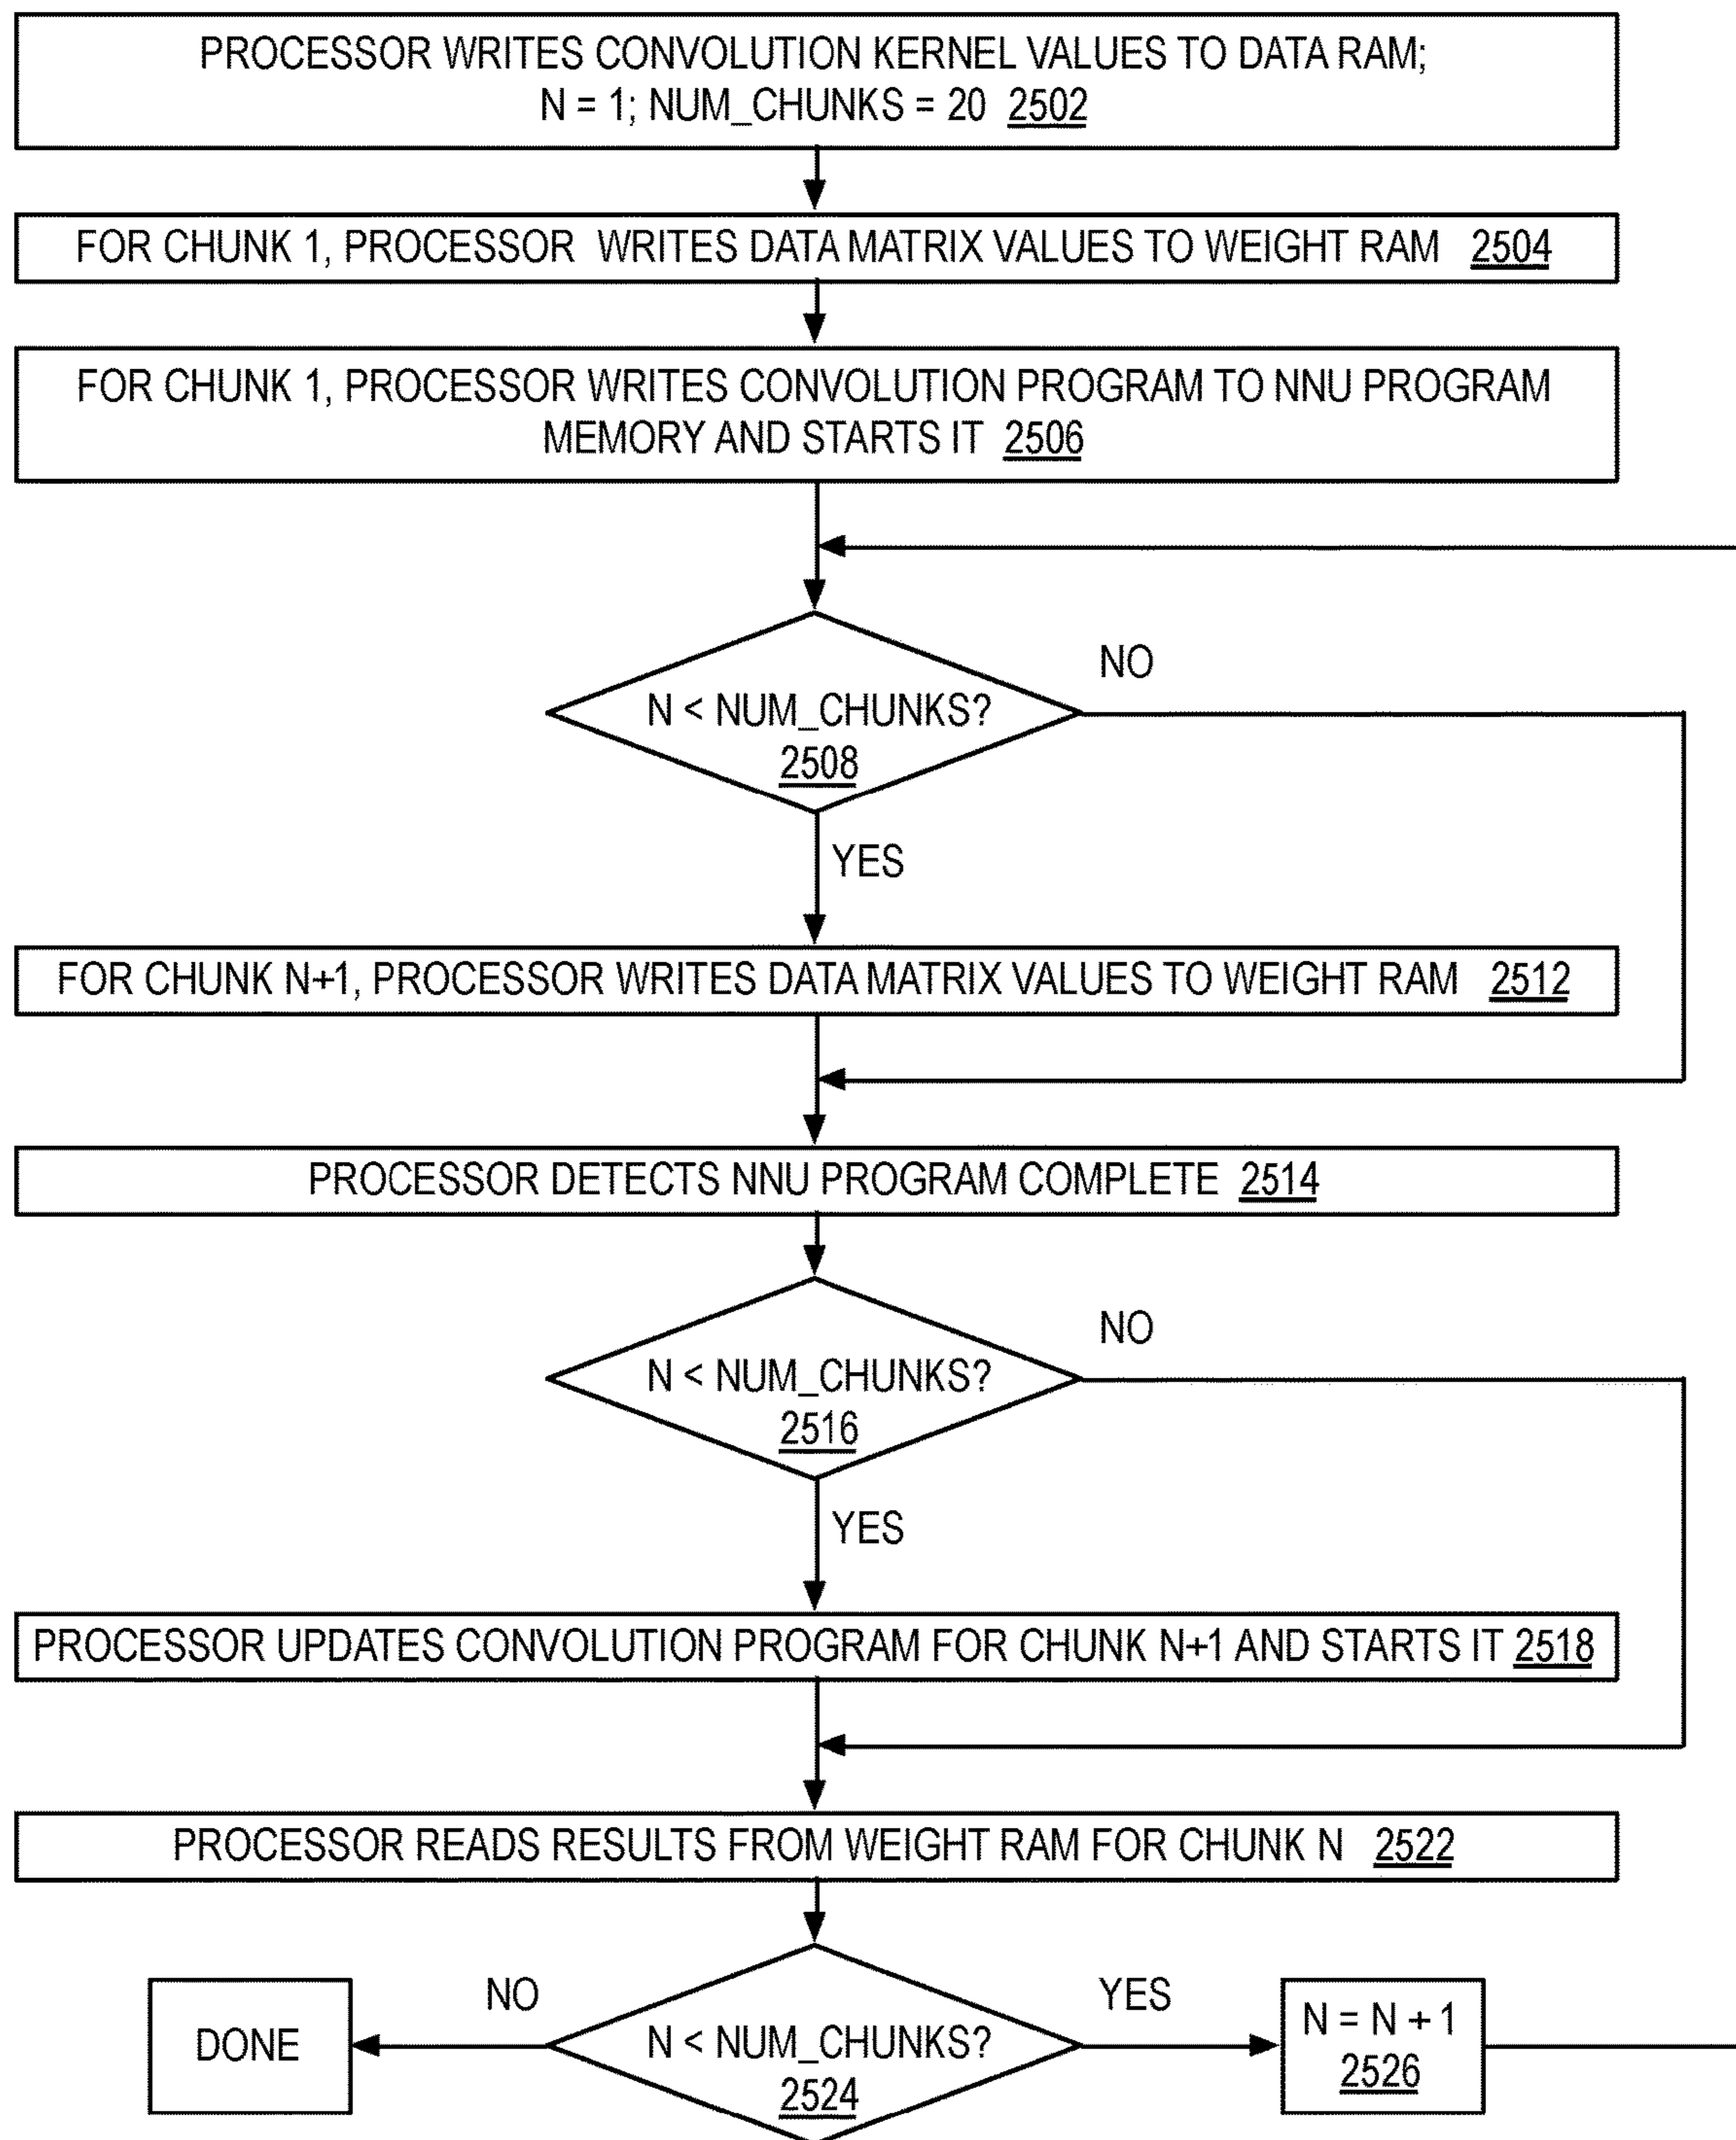 PROCESSOR WRITES CONVOLUTION KERNEL VALUES TO DATA RAM;
N = 1; NUM_CHUNKS = 20 2502
FOR CHUNK 1, PROCESSOR WRITES DATA MATRIX VALUES TO WEIGHT RAM 2504
FOR CHUNK 1, PROCESSOR WRITES CONVOLUTION PROGRAM TO NNU PROGRAM
MEMORY AND STARTS IT 2506
NO
N < NUM_CHUNKS?
2508
YES
FOR CHUNK N+1, PROCESSOR WRITES DATA MATRIX VALUES TO WEIGHT RAM 2512
PROCESSOR DETECTS NNU PROGRAM COMPLETE 2514
NO
N < NUM_CHUNKS?
2516
YES
PROCESSOR UPDATES CONVOLUTION PROGRAM FOR CHUNK N+1 AND STARTS IT 2518
PROCESSOR READS RESULTS FROM WEIGHT RAM FOR CHUNK N 2522
NO
YES
DONE
N < NUM_CHUNKS?
2524
N = N + 1
2526